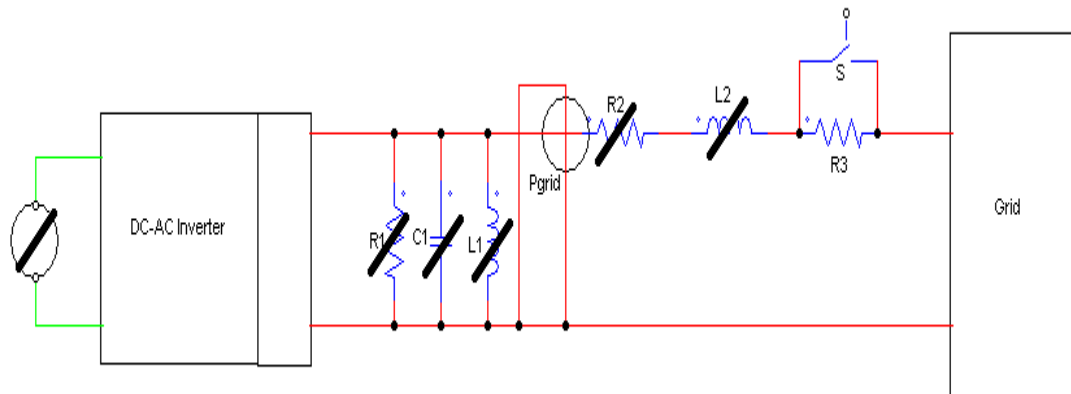 S
R2
L2
R3
Pgrid
DC-AC Inverter
R1
C1
L1
Grid